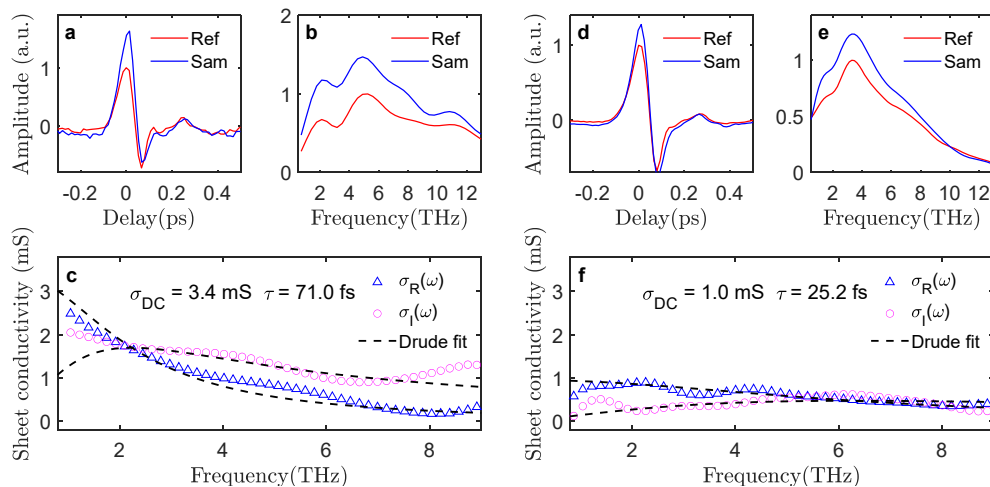 a
Ref
Sam
Amplitude (a.u.)
1
0
-0.2 0 0.2 0.4
Delay(ps)
b
Ref
Sam
2
1
0
2 4 6 8 10 12
Frequency(THz)
d
Ref
Sam
Amplitude (a.u.)
1
0
-0.2 0 0.2 0.4
Delay(ps)
e
Ref
Sam
1
0.5
0
2 4 6 8 10 12
Frequency(THz)
c
σDC = 3.4 mS τ = 71.0 fs
σR(ω)
σI(ω)
Drude fit
Sheet conductivity (mS)
3
2
1
0
2 4 6 8
Frequency(THz)
f
σDC = 1.0 mS τ = 25.2 fs
σR(ω)
σI(ω)
Drude fit
Sheet conductivity (mS)
3
2
1
0
2 4 6 8
Frequency(THz)